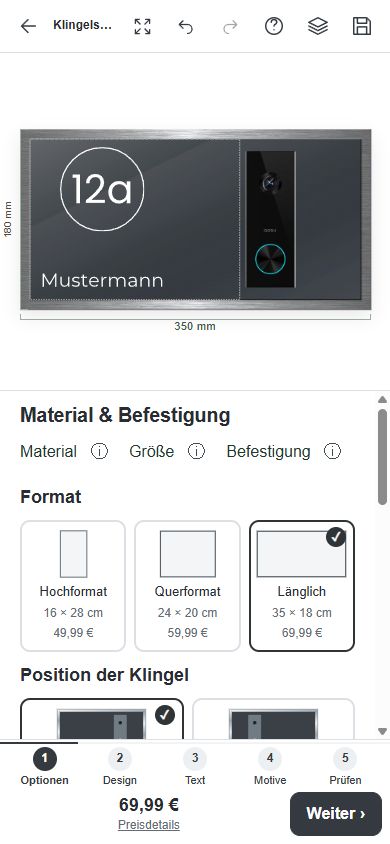 Klingels...
12a
Mustermann
180 mm
350 mm
Material & Befestigung
Material
Größe
Befestigung
Format
Hochformat
16 × 28 cm
49,99 €
Querformat
24 × 20 cm
59,99 €
Länglich
35 × 18 cm
69,99 €
Position der Klingel
1
Optionen
2
Design
3
Text
4
Motive
5
Prüfen
69,99 €
Preisdetails
Weiter ›